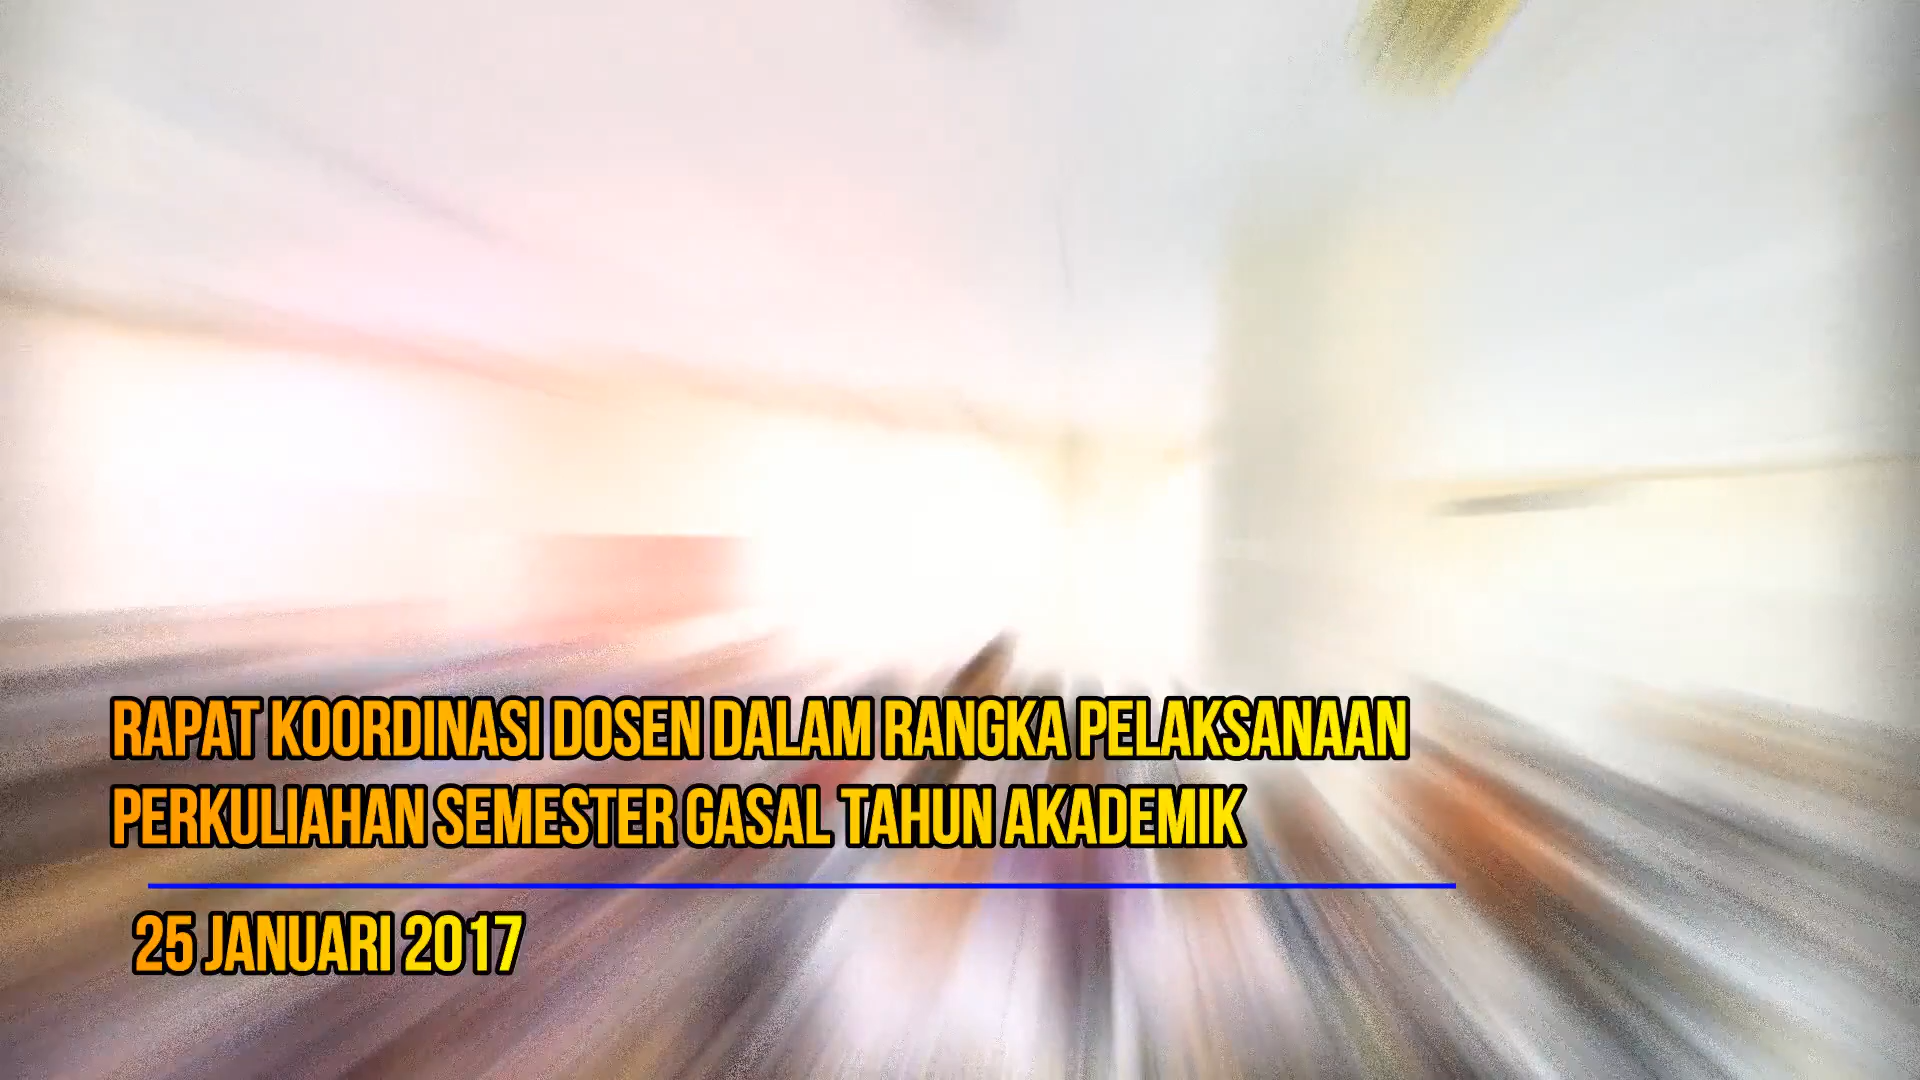 RAPAT KOORDINASI DOSEN DALAM RANGKA PELAKSANAAN
PERKULIAHAN SEMESTER GASAL TAHUN AKADEMIK
25 JANUARI 2017